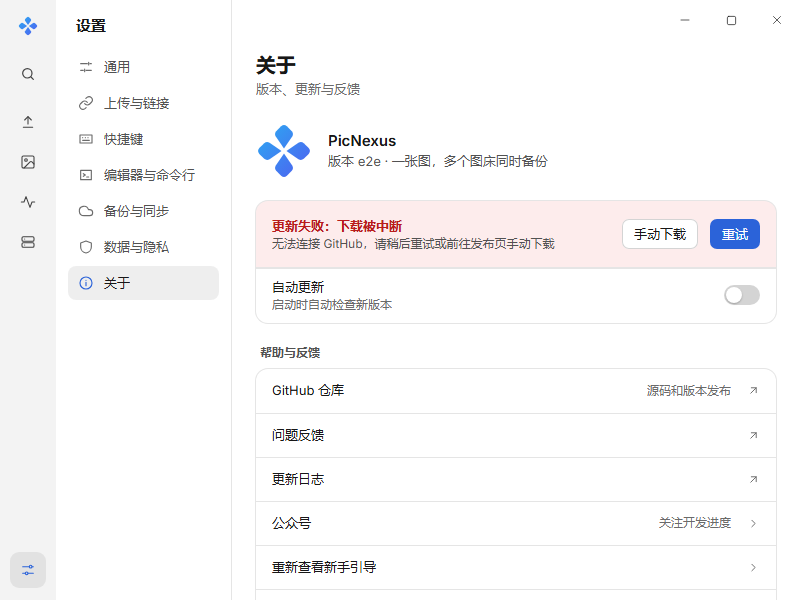 设置
通用
上传与链接
快捷键
编辑器与命令行
备份与同步
数据与隐私
关于
关于
版本、更新与反馈
PicNexus
版本 e2e · 一张图，多个图床同时备份
更新失败：下载被中断
无法连接 GitHub，请稍后重试或前往发布页手动下载
手动下载
重试
自动更新
启动时自动检查新版本
帮助与反馈
GitHub 仓库
源码和版本发布
问题反馈
更新日志
公众号
关注开发进度
重新查看新手引导